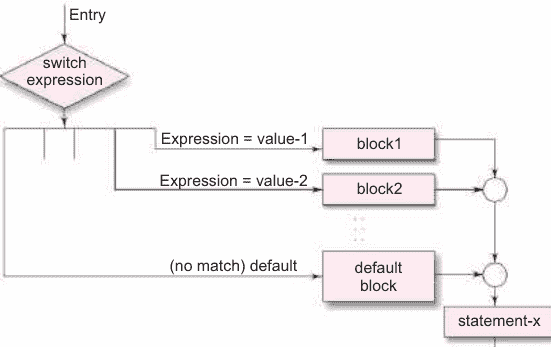 Entry
switch
expression
Expression = value-1
block1
Expression = value-2
block2
(no match) default
default
block
statement-x